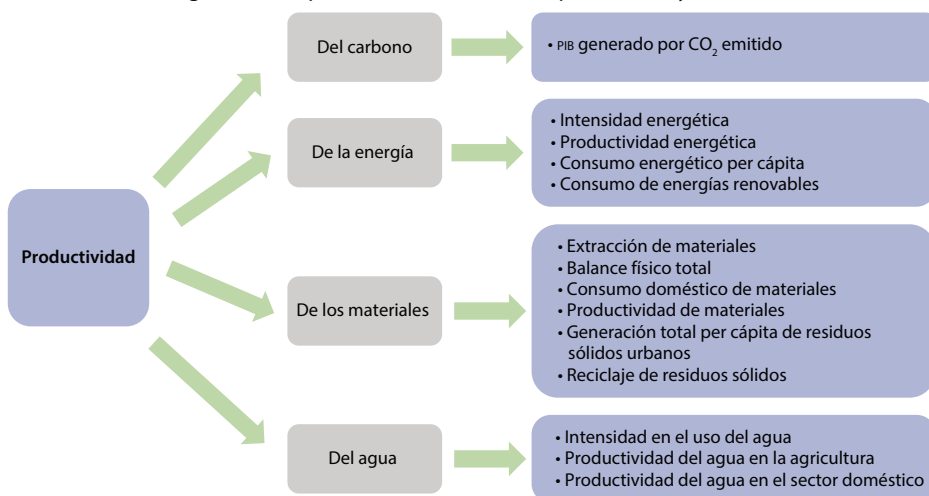 Del carbono
• PIB generado por CO2 emitido
De la energía
• Intensidad energética
• Productividad energética
• Consumo energético per cápita
• Consumo de energías renovables
Productividad
De los materiales
• Extracción de materiales
• Balance físico total
• Consumo doméstico de materiales
• Productividad de materiales
• Generación total per cápita de residuos
sólidos urbanos
• Reciclaje de residuos sólidos
Del agua
• Intensidad en el uso del agua
• Productividad del agua en la agricultura
• Productividad del agua en el sector doméstico